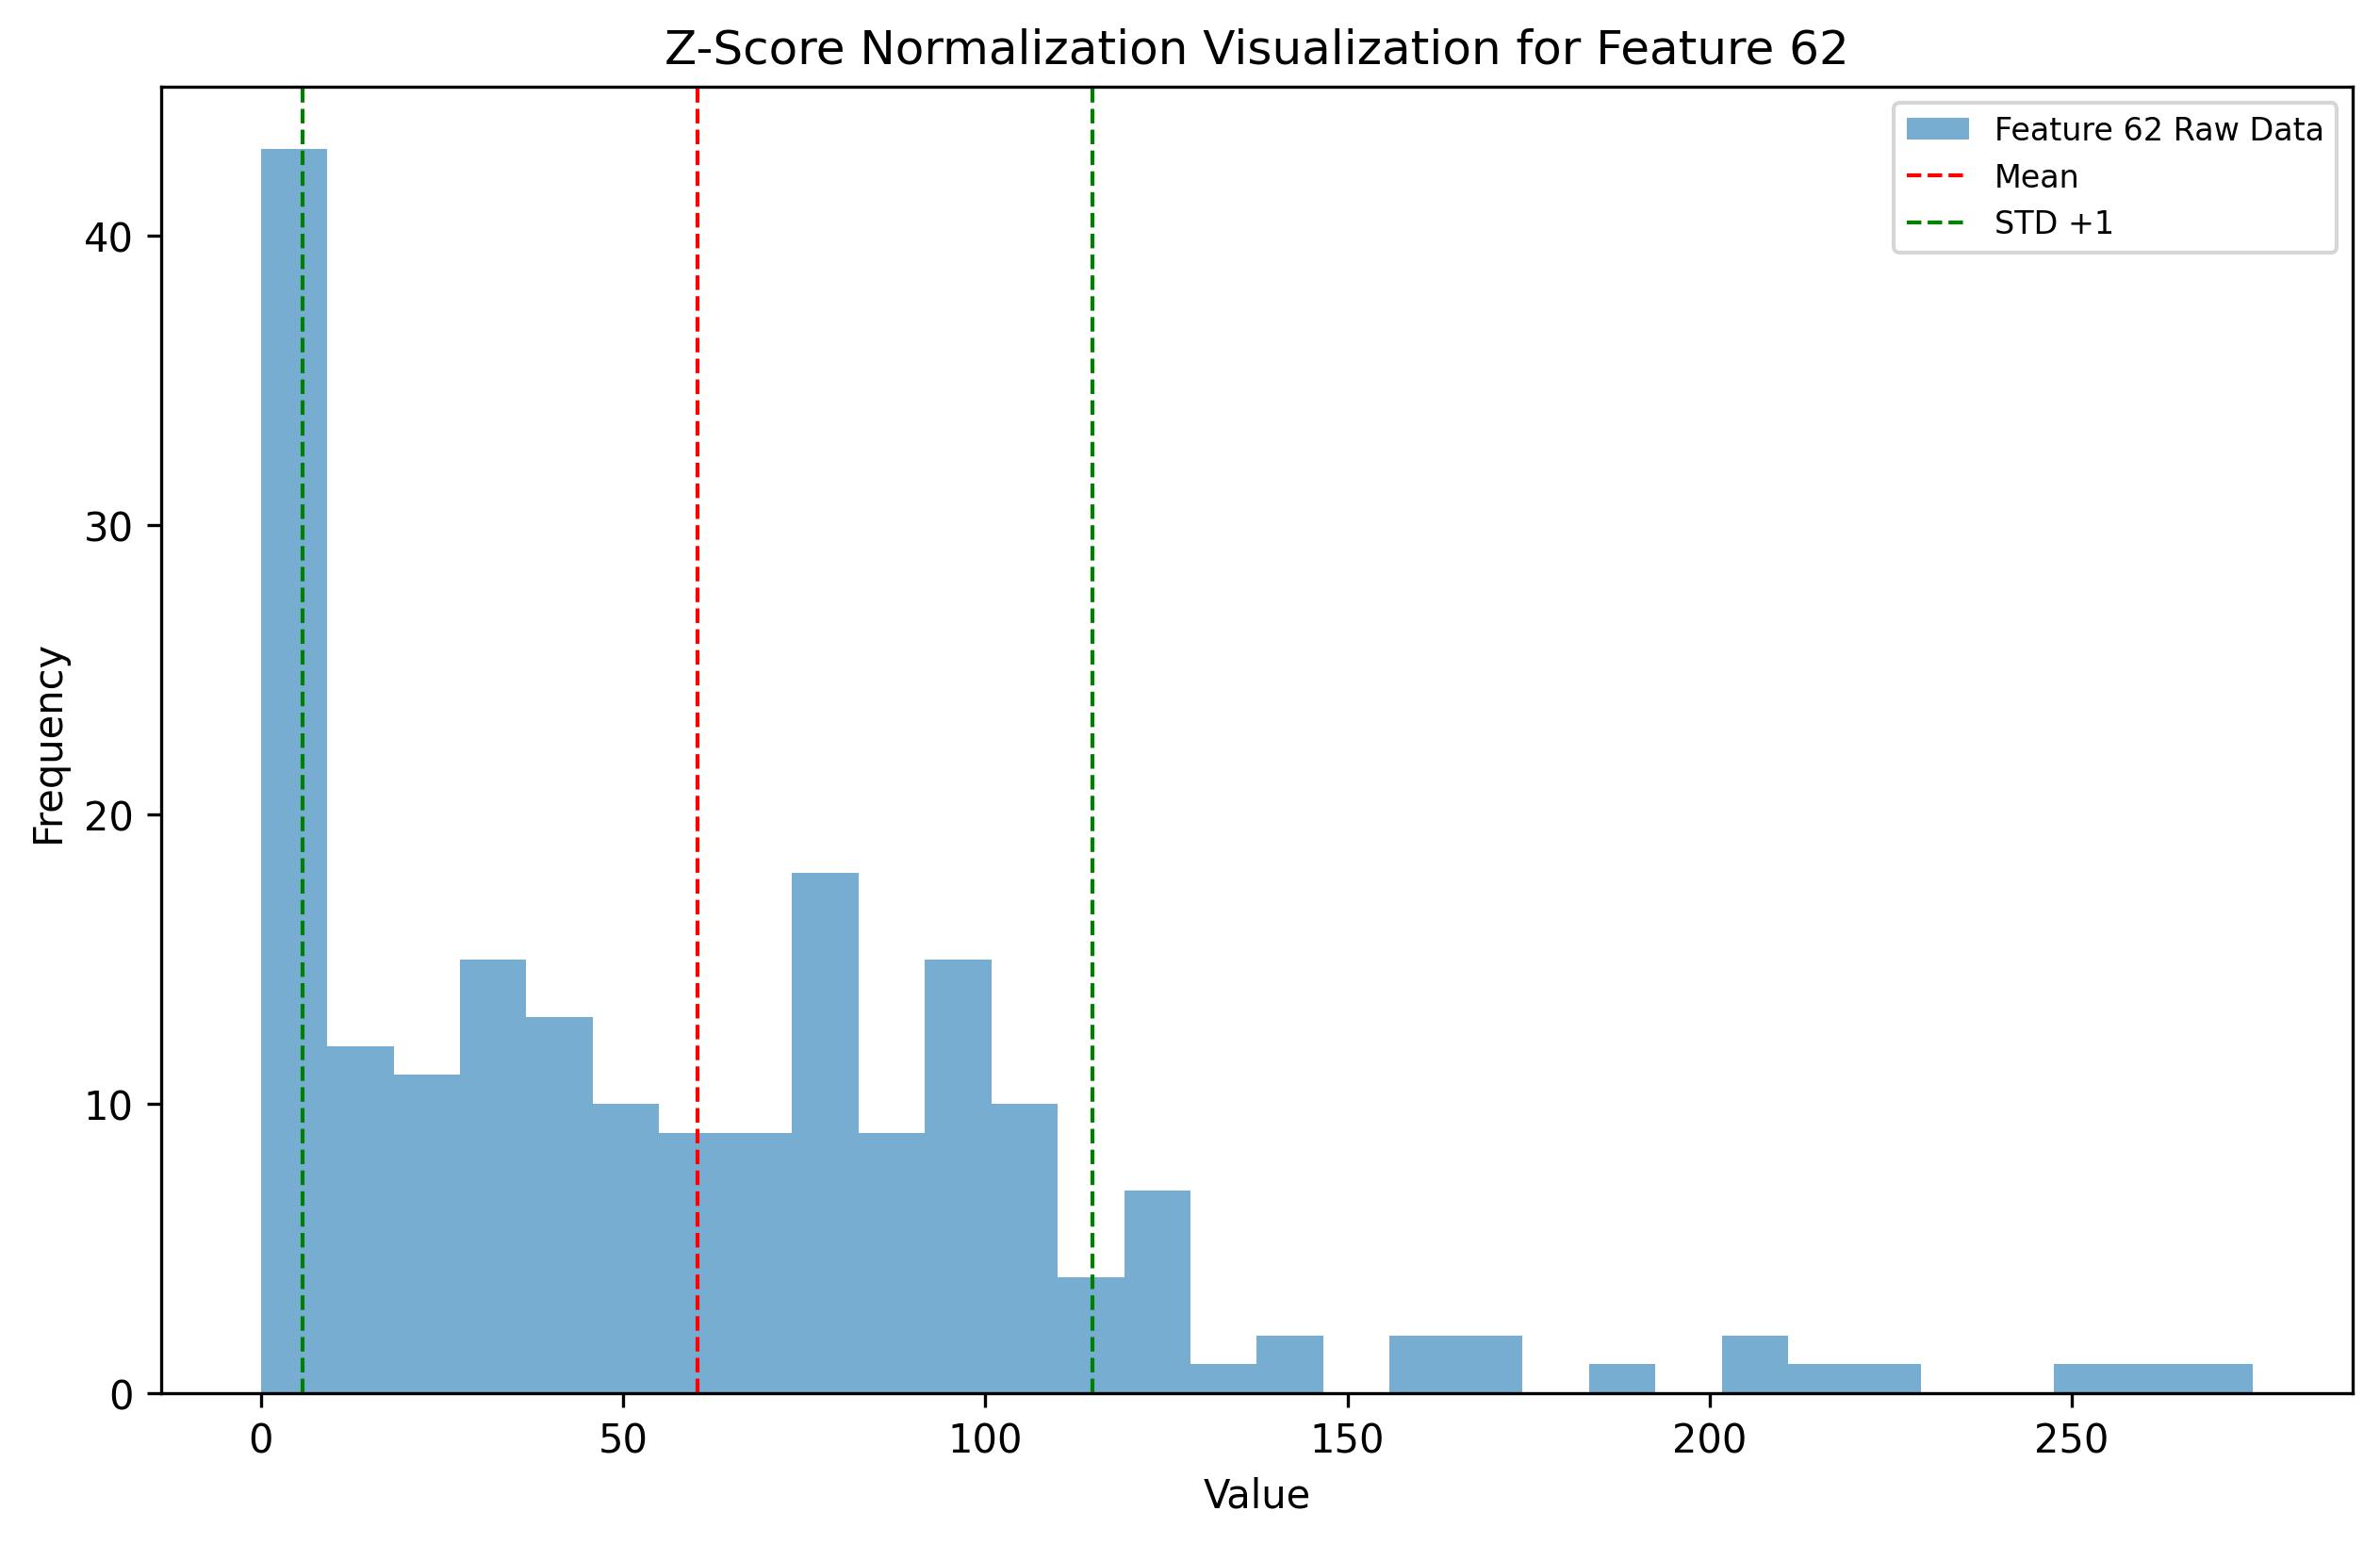 Z-Score Normalization Visualization for Feature 62
Feature 62 Raw Data
Mean
STD +1
Frequency
40
30
20
10
0
0 50 100 150 200 250
Value